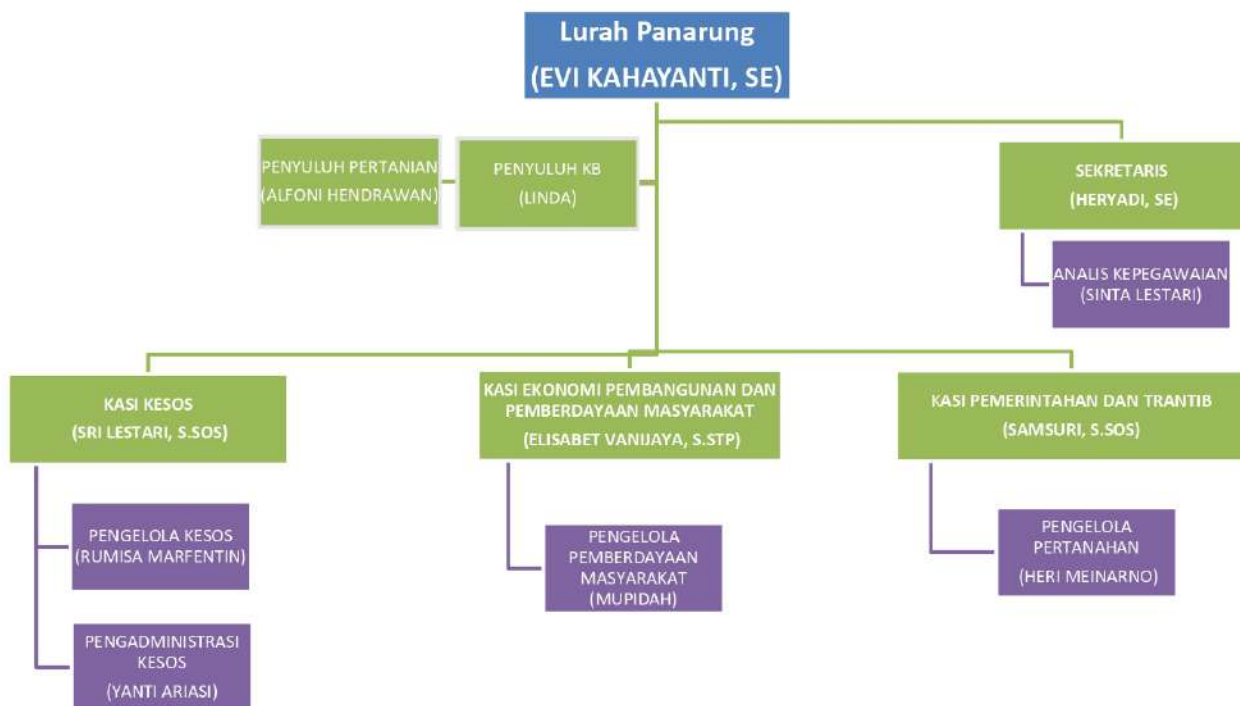 Lurah Panarung
(EVI KAHAYANTI, SE)
PENYULUH PERTANIAN
(ALFONI HENDRAWAN)
PENYULUH KB
(LINDA)
SEKRETARIS
(HERYADI, SE)
ANALIS KEPEGAWAIAN
(SINTA LESTARI)
KASI KESOS
(SRI LESTARI, S.SOS)
KASI EKONOMI PEMBANGUNAN DAN
PEMBERDAYAAN MASYARAKAT
(ELISABET VANIJAYA, S.STP)
KASI PEMERINTAHAN DAN TRANTIB
(SAMSURI, S.SOS)
PENGELOLA KESOS
(RUMISA MARFENTIN)
PENGELOLA
PEMBERDAYAAN
MASYARAKAT
(MUPIDAH)
PENGELOLA
PERTANAHAN
(HERI MEINARNO)
PENGADMINISTRASI
KESOS
(YANTI ARIASI)